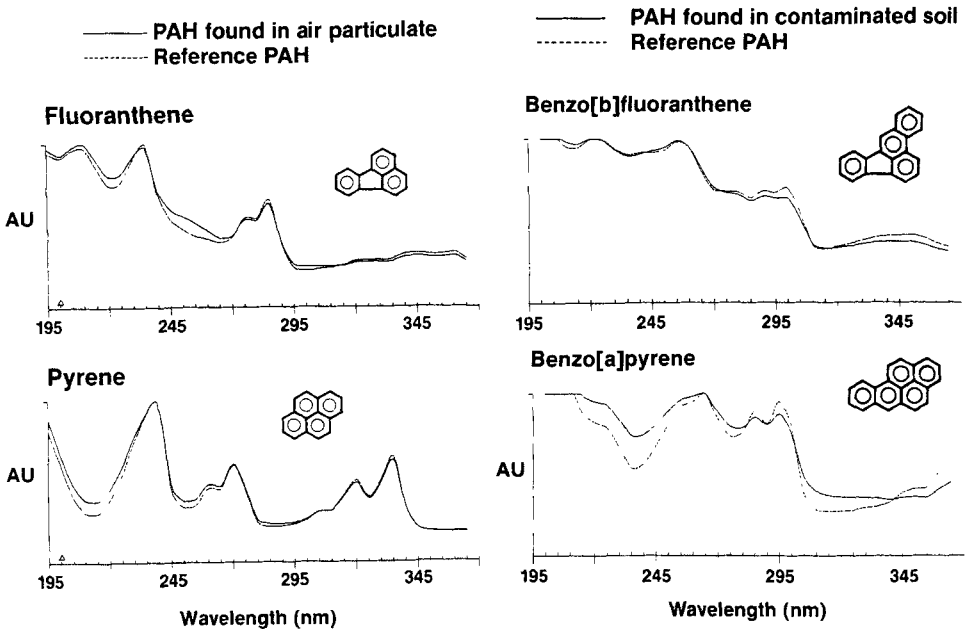 PAH found in air particulate
Reference PAH
PAH found in contaminated soil
Reference PAH
Fluoranthene
AU
195 245 295 345
Benzo[b]fluoranthene
195 245 295 345
Pyrene
AU
195 245 295 345
Wavelength (nm)
Benzo[a]pyrene
AU
195 245 295 345
Wavelength (nm)